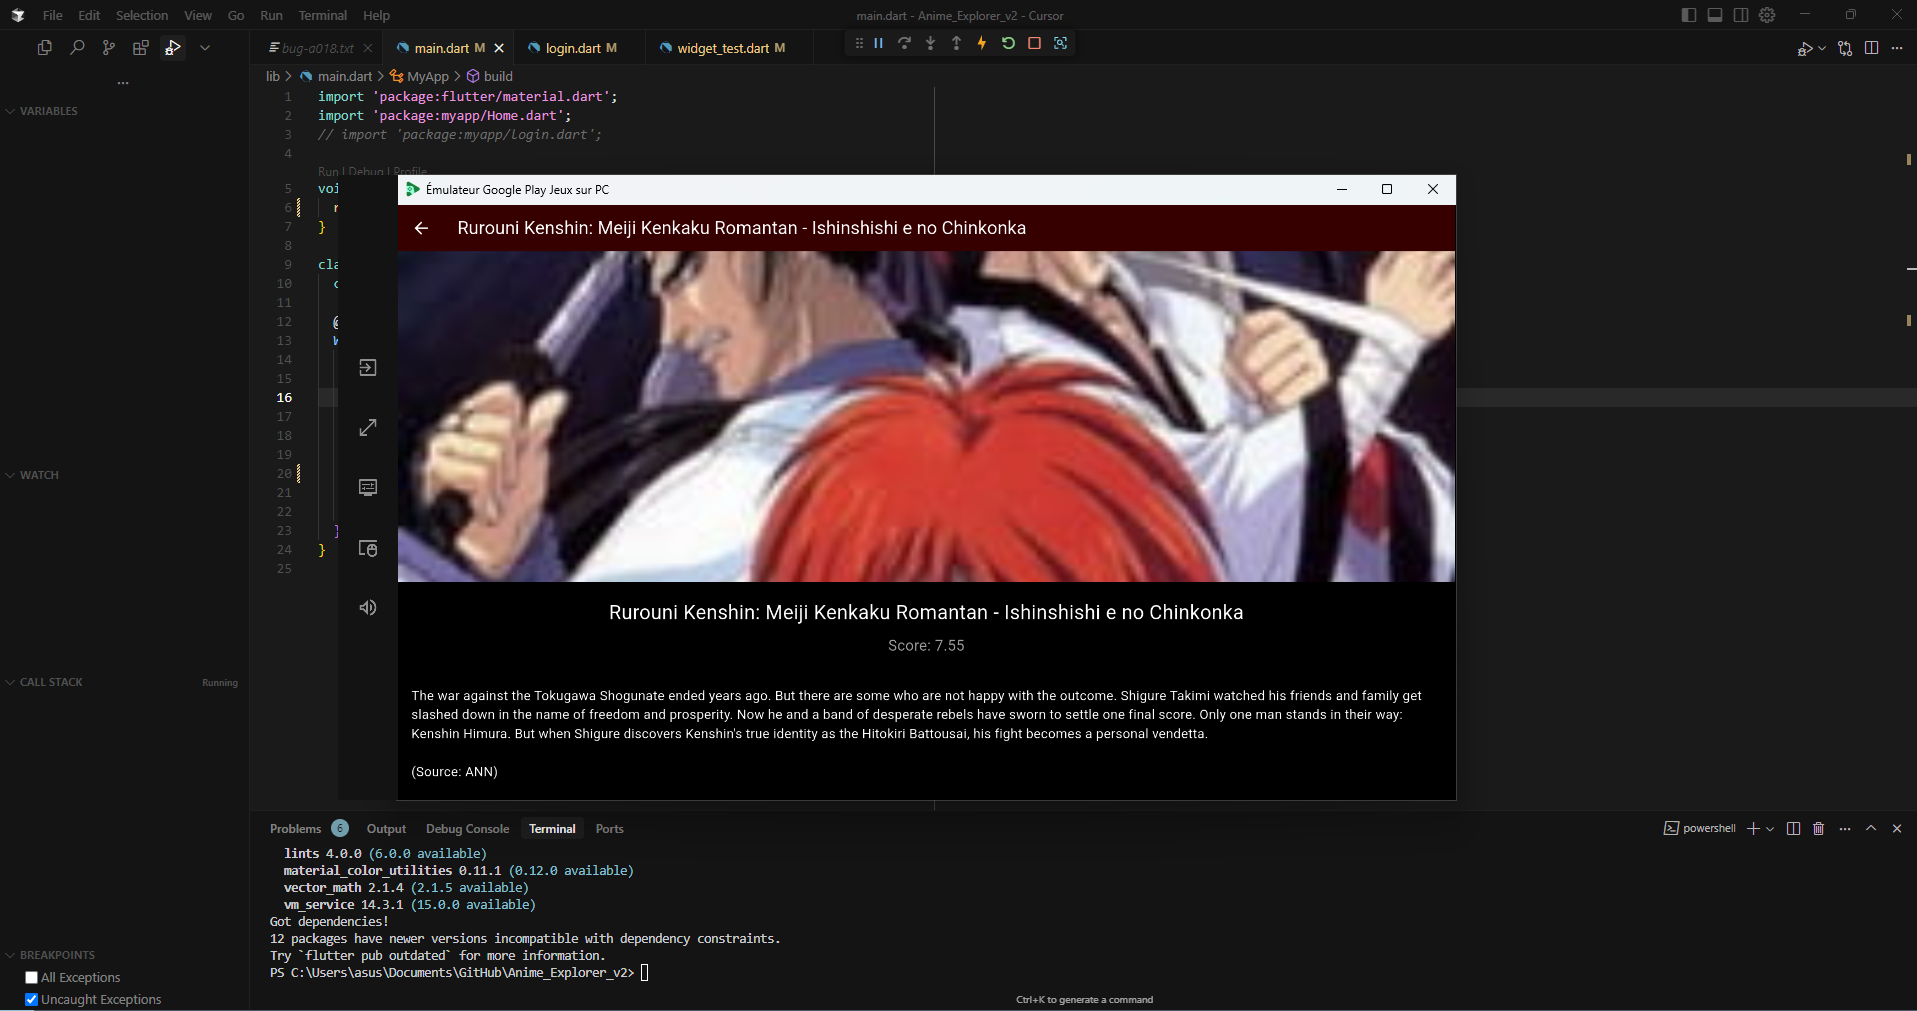 File Edit Selection View Go Run Terminal Help
main.dart - Anime_Explorer_v2 - Cursor
bug-a018.txt
main.dart M
login.dart M
widget_test.dart M
lib > main.dart > MyApp > build
VARIABLES
1 import 'package:flutter/material.dart';
2 import 'package:myapp/Home.dart';
3 // import 'package:myapp/login.dart';
4
Run | Debug | Profile
5 voi
6 r
7 }
8
9 cla
10 c
11
12 @
13 W
14
15
16
17
18
19
20
21
22
23 }
24 }
25
Émulateur Google Play Jeux sur PC
Rurouni Kenshin: Meiji Kenkaku Romantan - Ishinshishi e no Chinkonka
Rurouni Kenshin: Meiji Kenkaku Romantan - Ishinshishi e no Chinkonka
Score: 7.55
The war against the Tokugawa Shogunate ended years ago. But there are some who are not happy with the outcome. Shigure Takimi watched his friends and family get
slashed down in the name of freedom and prosperity. Now he and a band of desperate rebels have sworn to settle one final score. Only one man stands in their way:
Kenshin Himura. But when Shigure discovers Kenshin's true identity as the Hitokiri Battousai, his fight becomes a personal vendetta.
(Source: ANN)
WATCH
CALL STACK
Running
BREAKPOINTS
All Exceptions
Uncaught Exceptions
Problems 6 Output Debug Console Terminal Ports
powershell
lints 4.0.0 (6.0.0 available)
material_color_utilities 0.11.1 (0.12.0 available)
vector_math 2.1.4 (2.1.5 available)
vm_service 14.3.1 (15.0.0 available)
Got dependencies!
12 packages have newer versions incompatible with dependency constraints.
Try `flutter pub outdated` for more information.
PS C:\Users\asus\Documents\GitHub\Anime_Explorer_v2>
Ctrl+K to generate a command